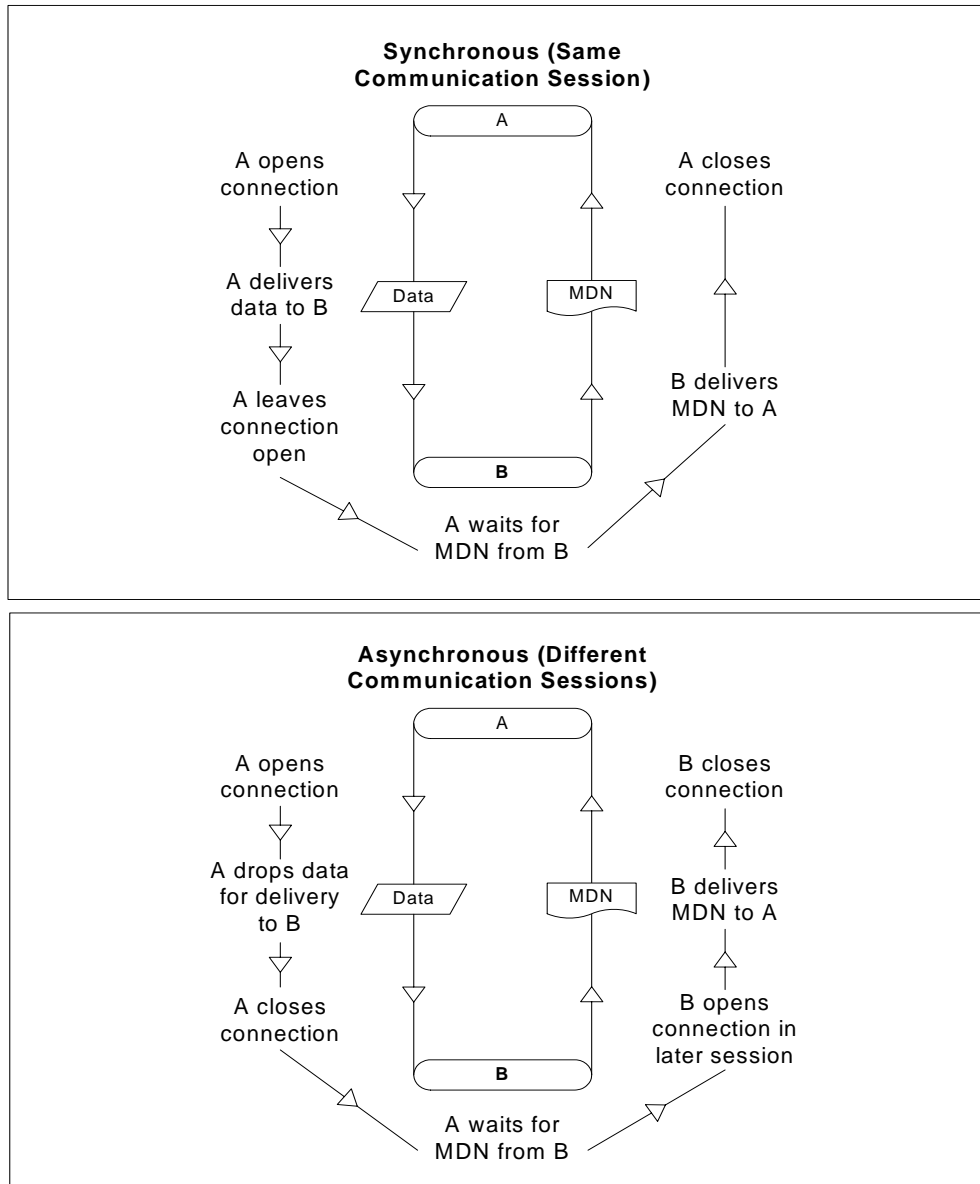 Synchronous (Same
Communication Session)
A
A opens
connection
A delivers
data to B
A leaves
connection
open
Data
MDN
B
A waits for
MDN from B
A closes
connection
B delivers
MDN to A
Asynchronous (Different
Communication Sessions)
A
A opens
connection
A drops data
for delivery
to B
A closes
connection
Data
MDN
B
A waits for
MDN from B
B closes
connection
B delivers
MDN to A
B opens
connection in
later session